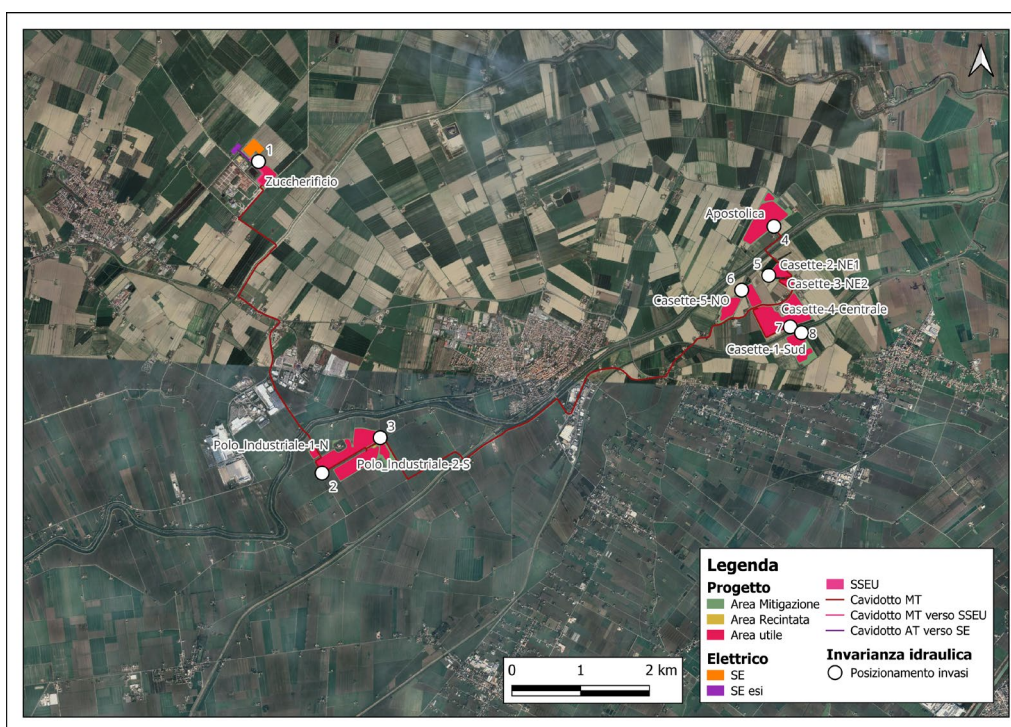 1
Zuccherificio
Apostolica
4
5
Casette-2-NE1
Casette-3-NE2
6
Casette-5-NO
Casette-4-Centrale
7
8
Casette-1-Sud
3
Polo_Industriale-1-N
Polo_Industriale-2-S
2
Legenda
Progetto
Area Mitigazione
Area Recintata
Area utile
Elettrico
SE
SE esi
SSEU
Cavidotto MT
Cavidotto MT verso SSEU
Cavidotto AT verso SE
Invarianza idraulica
Posizionamento invasi
0 1 2 km